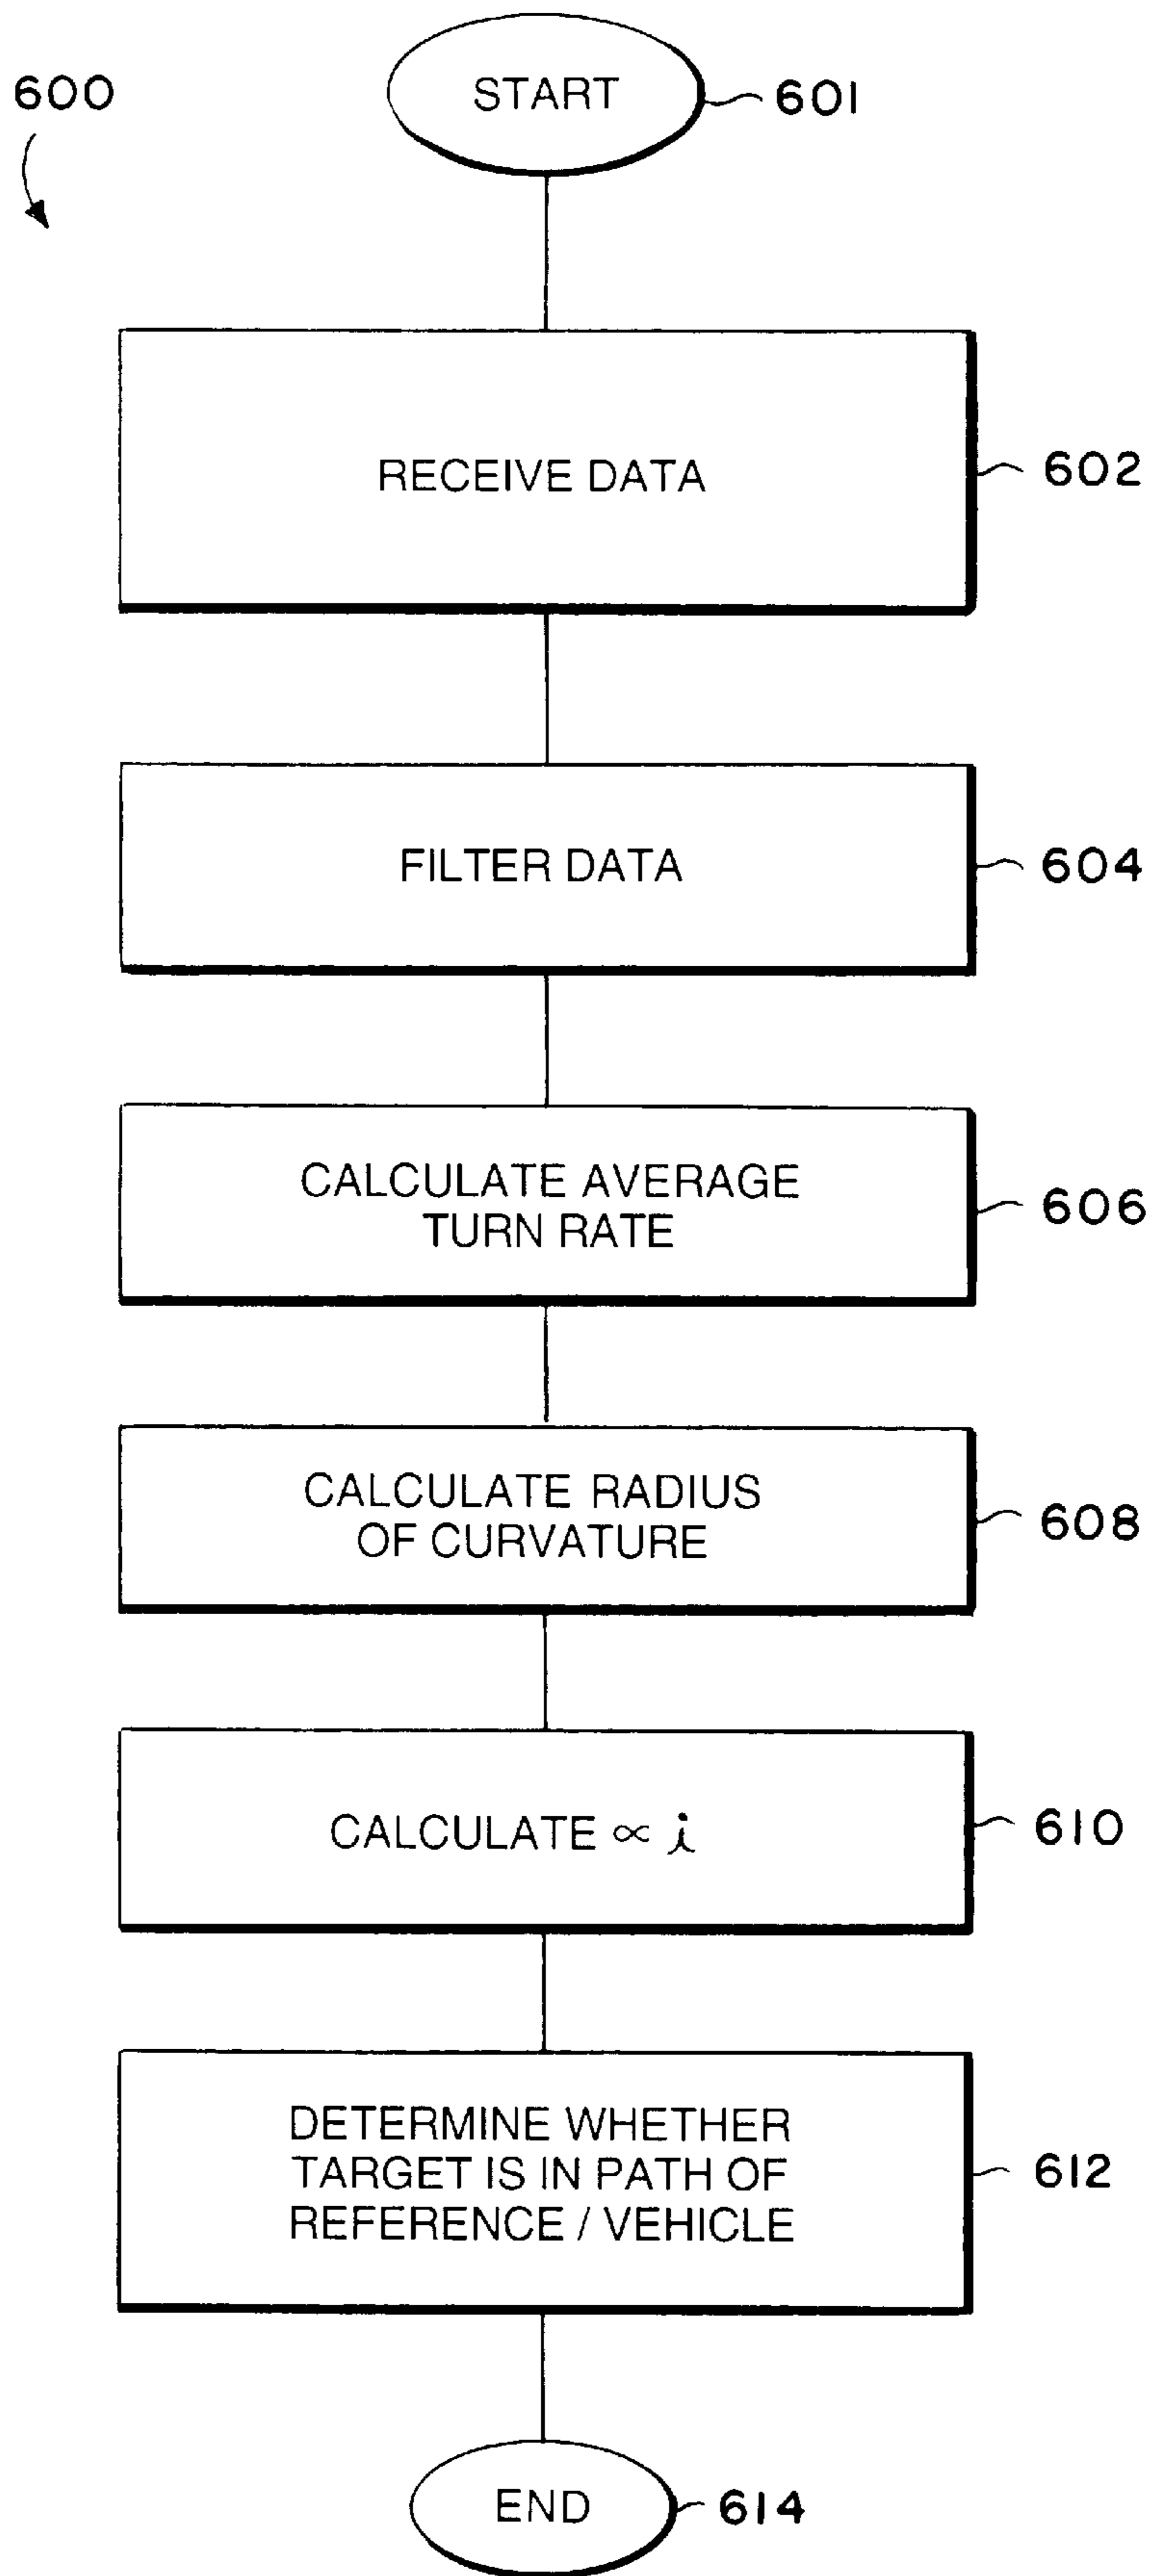 600
START
601
RECEIVE DATA
602
FILTER DATA
604
CALCULATE AVERAGE
TURN RATE
606
CALCULATE RADIUS
OF CURVATURE
608
CALCULATE ∝ i
610
DETERMINE WHETHER
TARGET IS IN PATH OF
REFERENCE / VEHICLE
612
END
614